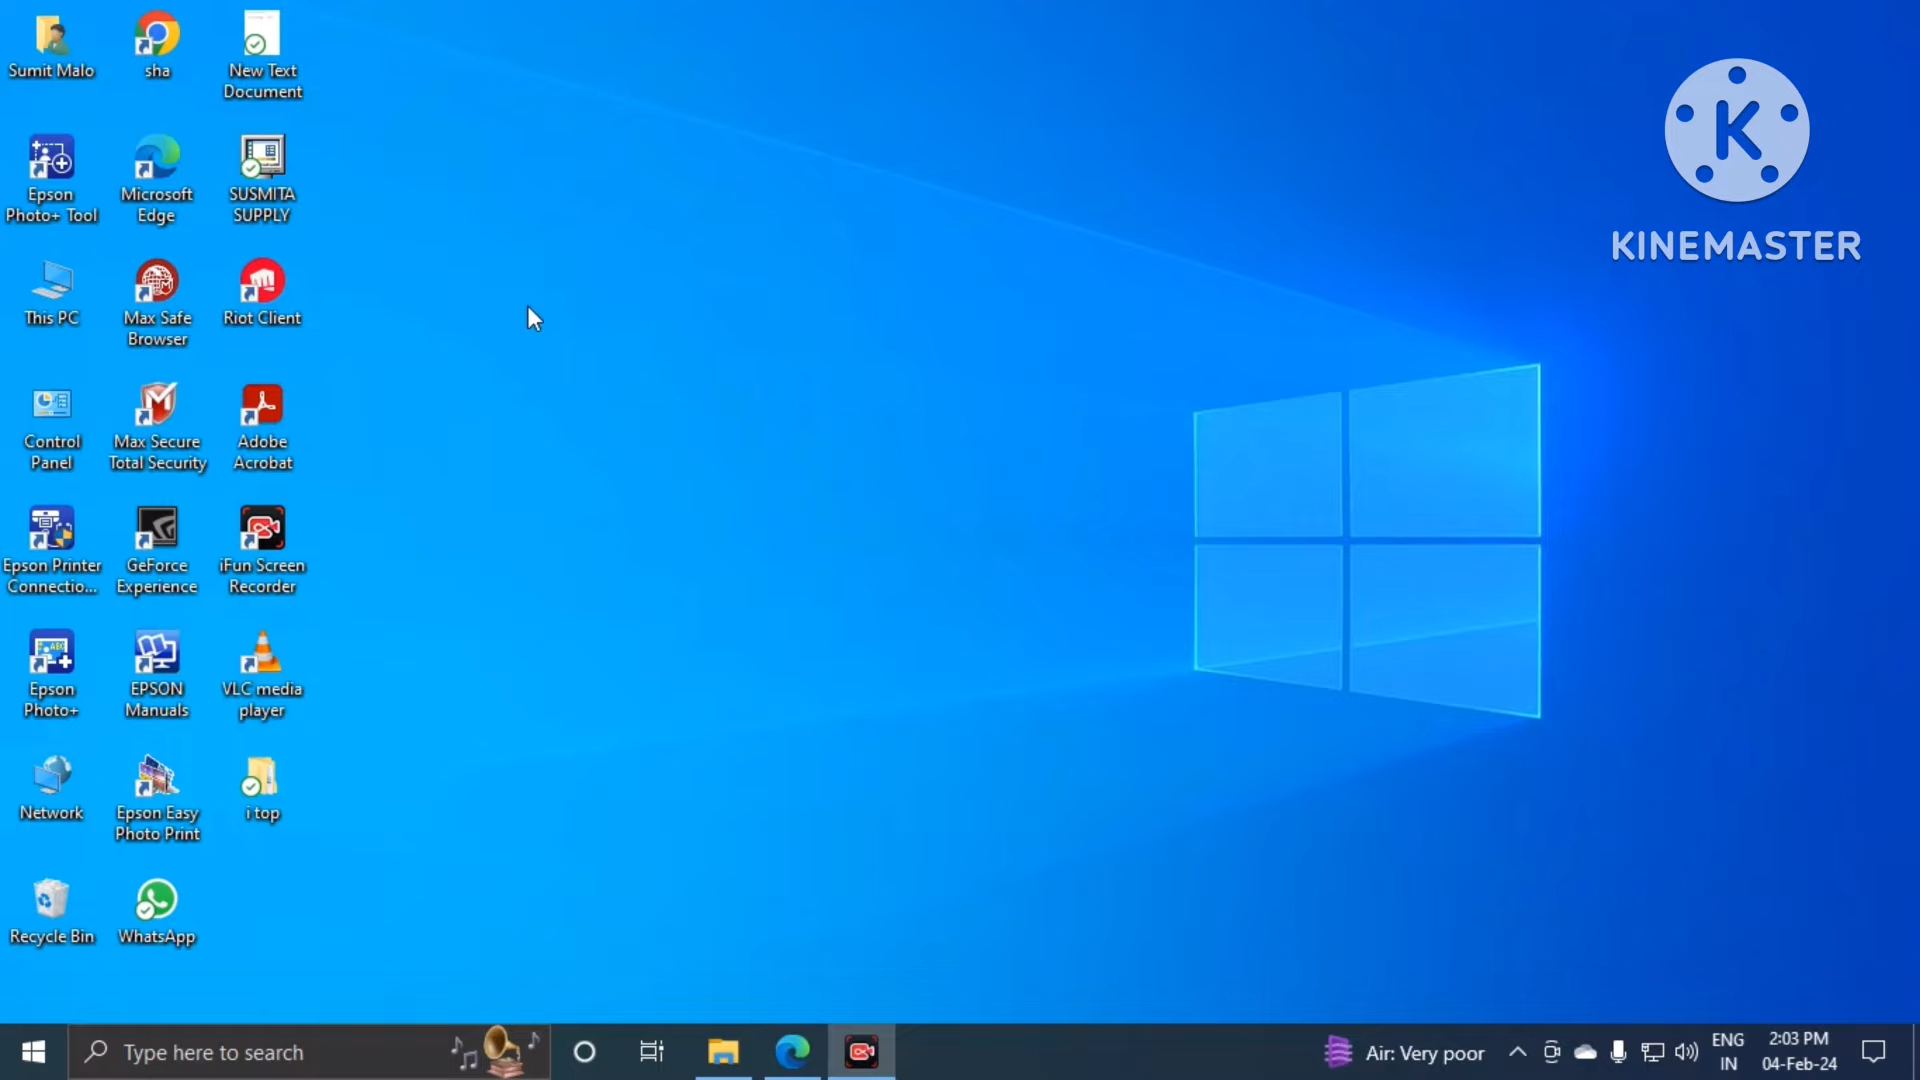 Sumit Malo
sha
New Text
Document
Epson
Photo+ Tool
Microsoft
Edge
SUSMITA
SUPPLY
This PC
Max Safe
Browser
Riot Client
Control
Panel
Max Secure
Total Security
Adobe
Acrobat
Epson Printer
Connectio...
GeForce
Experience
iFun Screen
Recorder
Epson
Photo+
EPSON
Manuals
VLC media
player
Network
Epson Easy
Photo Print
i top
Recycle Bin
WhatsApp
K
KINEMASTER
Type here to search
Air: Very poor
ENG
IN
2:03 PM
04-Feb-24